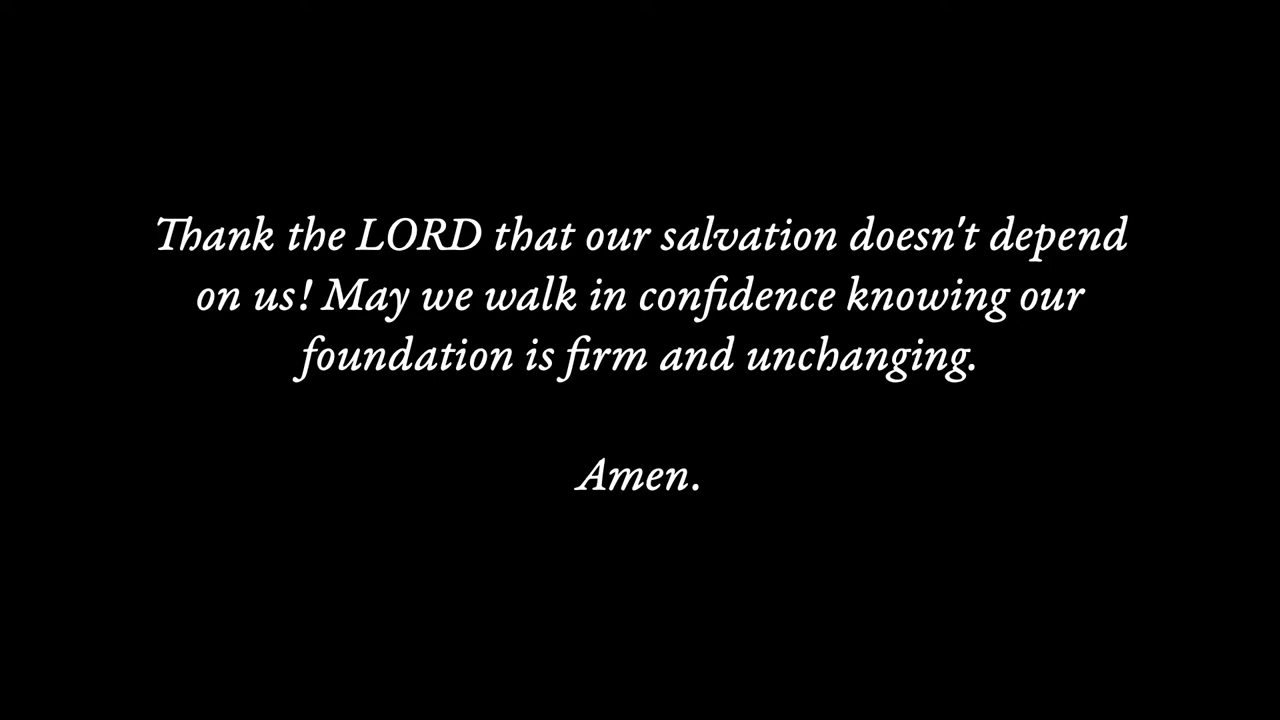 Thank the LORD that our salvation doesn't depend
on us! May we walk in confidence knowing our
foundation is firm and unchanging.
Amen.